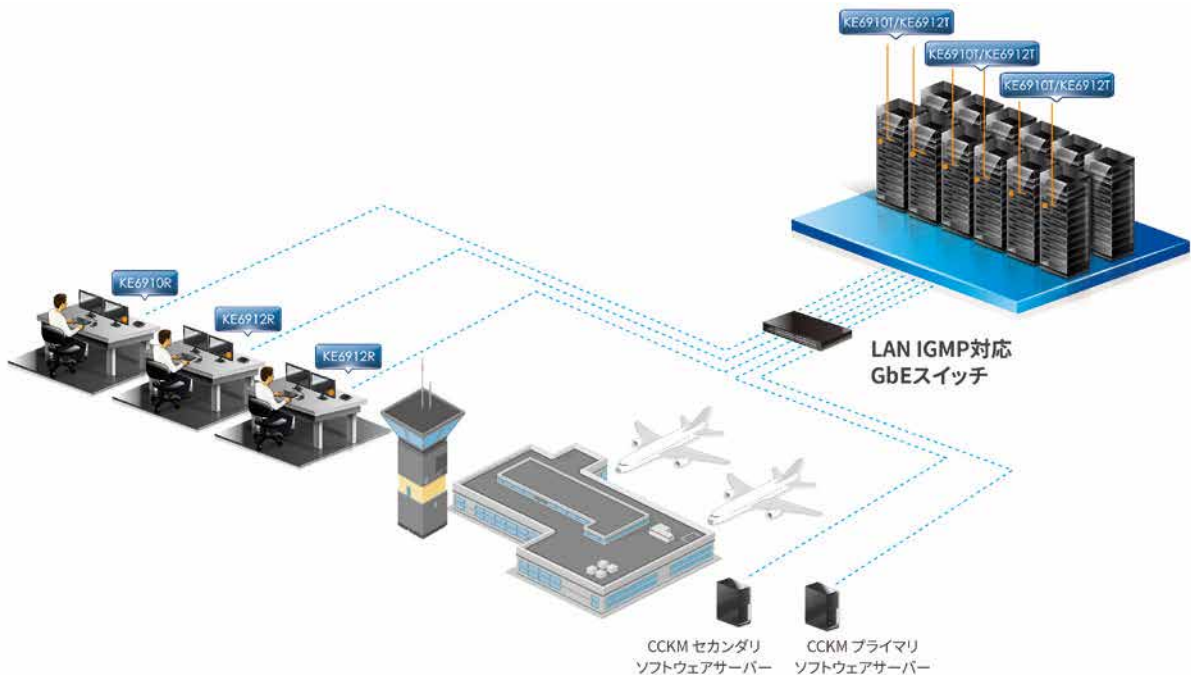 KE6910T/KE6912T
KE6910T/KE6912T
KE6910T/KE6912T
KE6910R
KE6912R
KE6912R
LAN IGMP対応
GbEスイッチ
CCKM セカンダリ
ソフトウェアサーバー
CCKM プライマリ
ソフトウェアサーバー